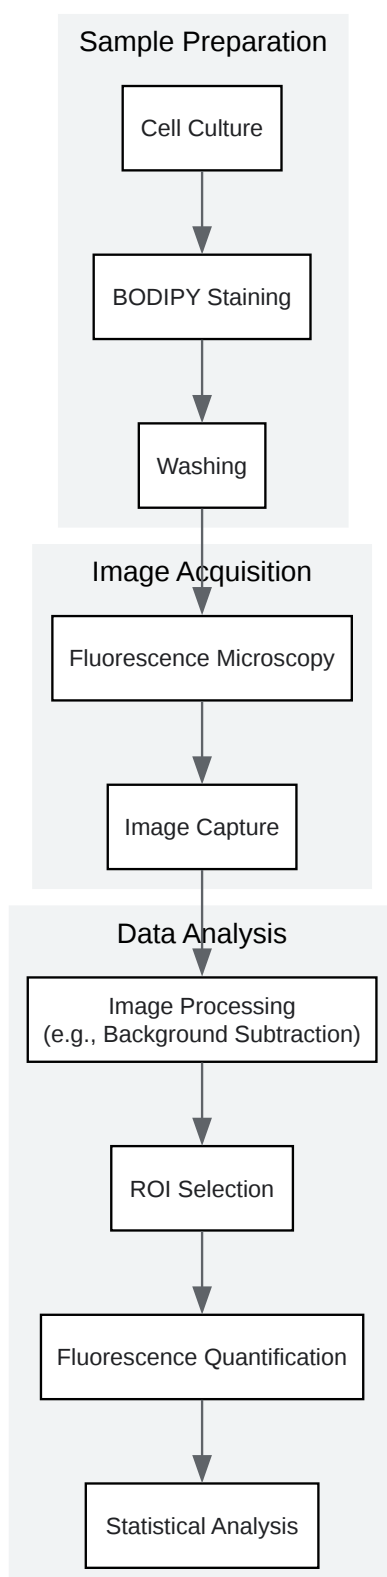 Sample Preparation
Cell Culture
BODIPY Staining
Washing
Image Acquisition
Fluorescence Microscopy
Image Capture
Data Analysis
Image Processing
(e.g., Background Subtraction)
ROI Selection
Fluorescence Quantification
Statistical Analysis